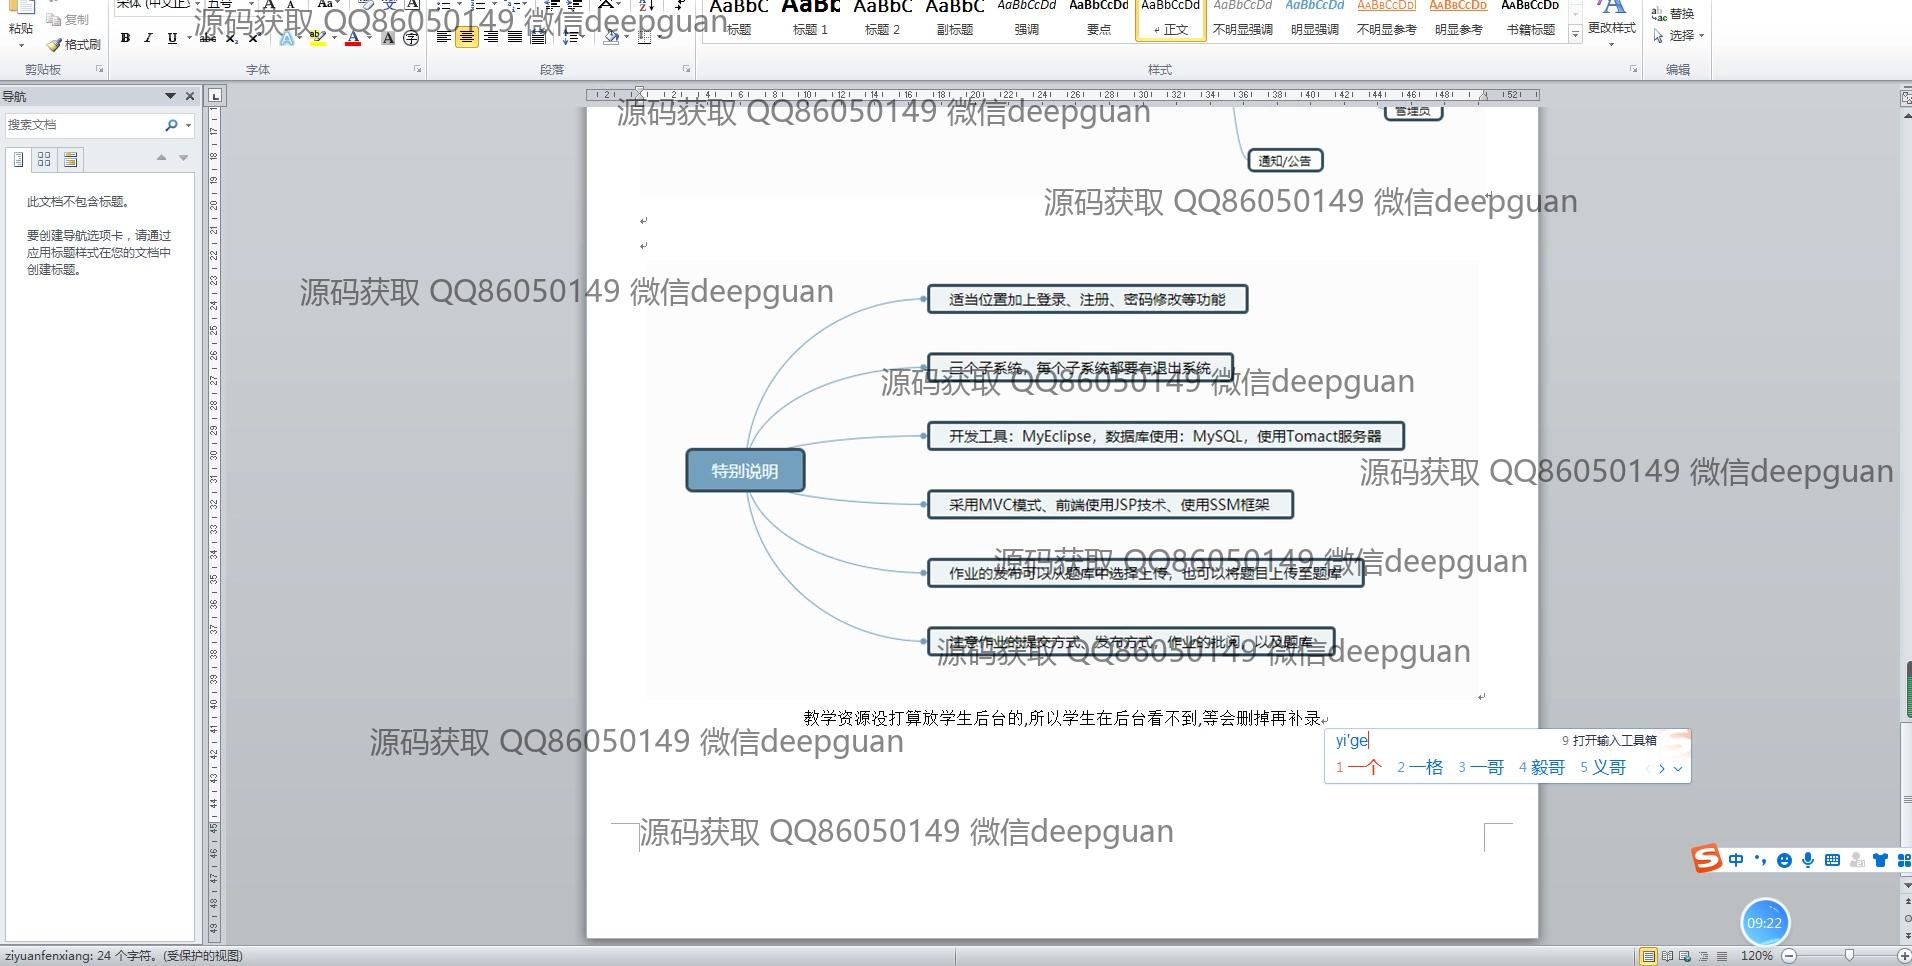 宋体 (中文正
五号
粘贴
复制
格式刷
AaBbC AaBb AaBbC AaBbC AaBbCcDd AaBbCcDd AaBbCcDd AaBbCcDd AaBbCcDd AaBbCcDd AaBbCcDd AaBbCcDd
标题 标题 1 标题 2 副标题 强调 要点 正文 不明显强调 明显强调 不明显参考 明显参考 书籍标题
更改样式
替换
选择
剪贴板 字体 段落 样式 编辑
源码获取 QQ86050149 微信deepguan
导航
搜索文档
此文档不包含标题。
要创建导航选项卡，请通过
应用标题样式在您的文档中
创建标题。
源码获取 QQ86050149 微信deepguan
管理员
通知/公告
源码获取 QQ86050149 微信deepguan
源码获取 QQ86050149 微信deepguan
适当位置加上登录、注册、密码修改等功能
三个子系统，每个子系统都要有退出系统
源码获取 QQ86050149 微信deepguan
开发工具：MyEclipse，数据库使用：MySQL，使用Tomact服务器
特别说明
源码获取 QQ86050149 微信deepguan
采用MVC模式、前端使用JSP技术、使用SSM框架
源码获取 QQ86050149 微信deepguan
作业的发布可以从题库中选择上传，也可以将题目上传至题库
注意作业的提交方式、发布方式，作业的批阅，以及题库
源码获取 QQ86050149 微信deepguan
教学资源没打算放学生后台的,所以学生在后台看不到,等会删掉再补录
源码获取 QQ86050149 微信deepguan
yi'ge 9 打开输入工具箱
1 一个 2 一格 3 一哥 4 毅哥 5 义哥
源码获取 QQ86050149 微信deepguan
中
09:22
ziyuanfenxiang: 24 个字符。(受保护的视图)
120%